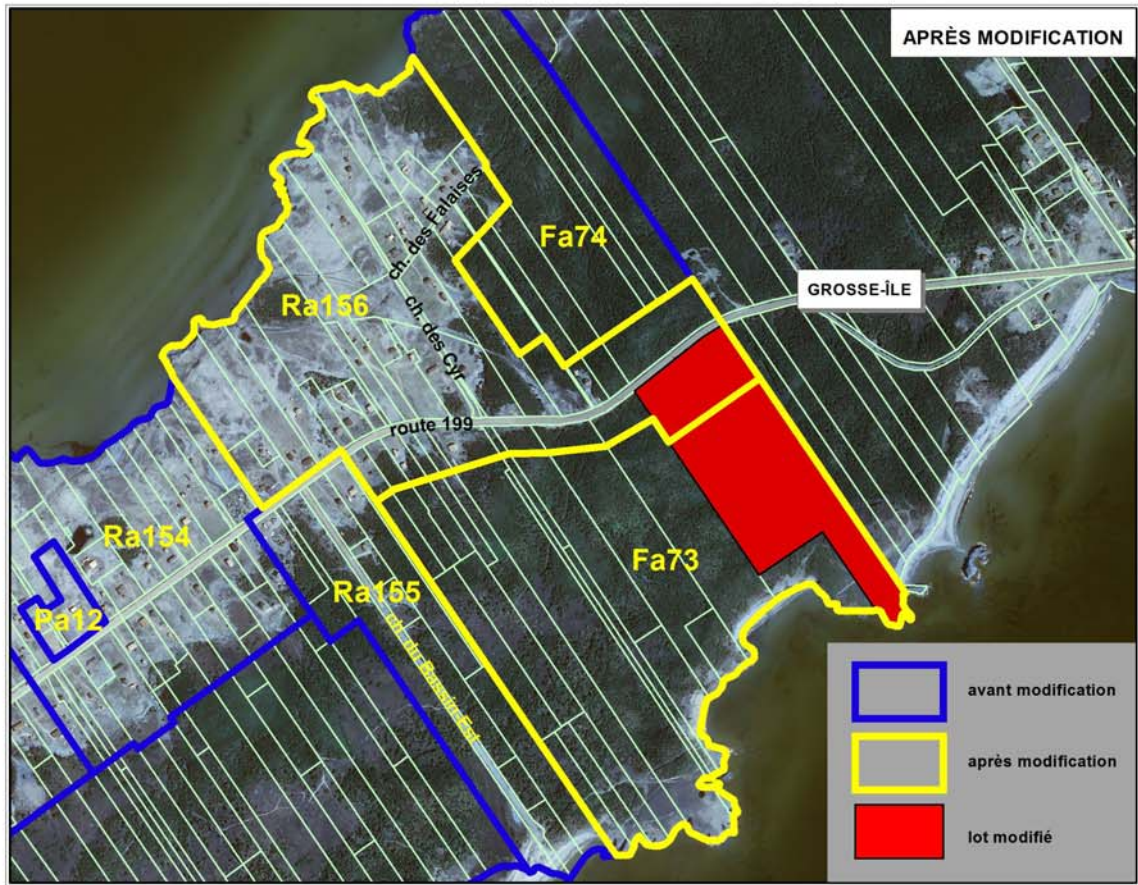 APRÈS MODIFICATION
Fa74
ch. des Falaises
GROSSE-ÎLE
Ra156
ch. des Cyr
route 199
Ra154
Fa73
Ra155
Pa12
ch. du Bassin Est
avant modification
après modification
lot modifié